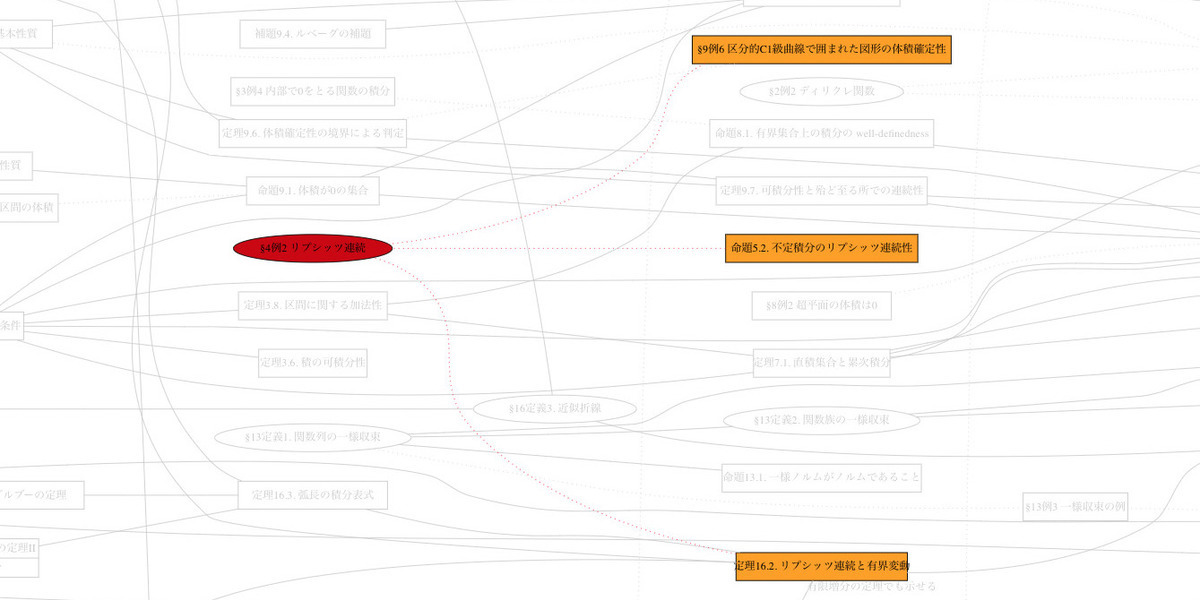 基本性質
補題9.4. ルベーグの補題
§9例6 区分的C1級曲線で囲まれた図形の体積確定性
§3例4 内部で0をとる関数の積分
§2例2 ディリクレ関数
定理9.6. 体積確定性の境界による判定
命題8.1. 有界集合上の積分の well-definedness
性質
命題9.1. 体積が0の集合
定理9.7. 可積分性と殆ど至る所での連続性
区間の体積
§4例2 リプシッツ連続
命題5.2. 不定積分のリプシッツ連続性
定理3.8. 区間に関する加法性
§8例2 超平面の体積は0
条件
定理3.6. 積の可積分性
定理7.1. 直積集合と累次積分
§16定義3. 近似折線
§13定義2. 関数族の一様収束
§13定義1. 関数列の一様収束
命題13.1. 一様ノルムがノルムであること
ルブーの定理
定理16.3. 弧長の積分表式
§13例3 一様収束の例
の定理II
定理16.2. リプシッツ連続と有界変動
有限増分の定理でも示せる